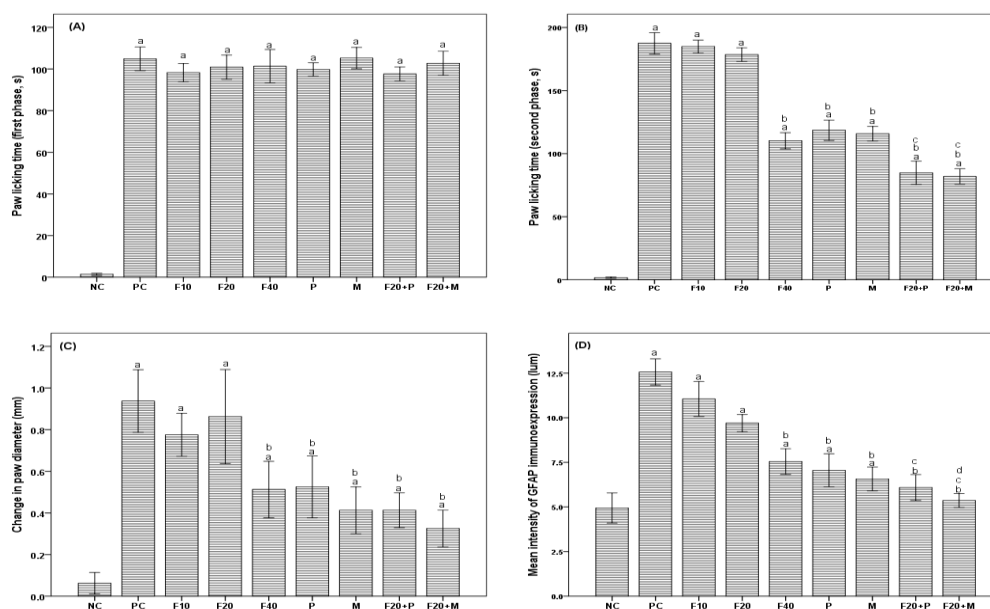 (A)
Paw licking time (first phase, s)
120
100
80
60
40
20
0
a a a a a a a a
NC PC F10 F20 F40 P M F20+P F20+M
(B)
Paw licking time (second phase, s)
200
150
100
50
0
a a a
b b b
a a a
c c
b b
a a
NC PC F10 F20 F40 P M F20+P F20+M
(C)
Change in paw diameter (mm)
1.2
1.0
0.8
0.6
0.4
0.2
0.0
a a a
b b b b b
a a a a a
NC PC F10 F20 F40 P M F20+P F20+M
(D)
Mean intensity of GFAP immunoexpression (lum)
12.5
10.0
7.5
5.0
2.5
0.0
a a a
b b b
a a a
c
b
d
c
b
NC PC F10 F20 F40 P M F20+P F20+M